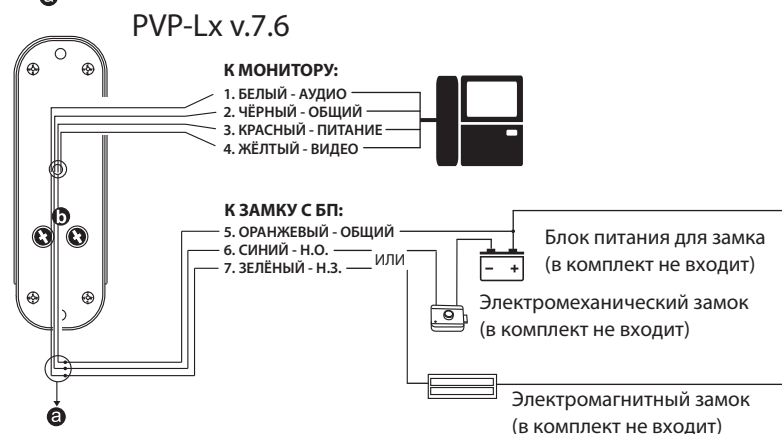 a
PVP-Lx v.7.6
К МОНИТОРУ:
1. БЕЛЫЙ - АУДИО
2. ЧЁРНЫЙ - ОБЩИЙ
3. КРАСНЫЙ - ПИТАНИЕ
4. ЖЁЛТЫЙ - ВИДЕО
b
К ЗАМКУ С БП:
5. ОРАНЖЕВЫЙ - ОБЩИЙ
6. СИНИЙ - Н.О.
ИЛИ
7. ЗЕЛЁНЫЙ - Н.З.
- +
Блок питания для замка
(в комплект не входит)
Электромеханический замок
(в комплект не входит)
a
Электромагнитный замок
(в комплект не входит)